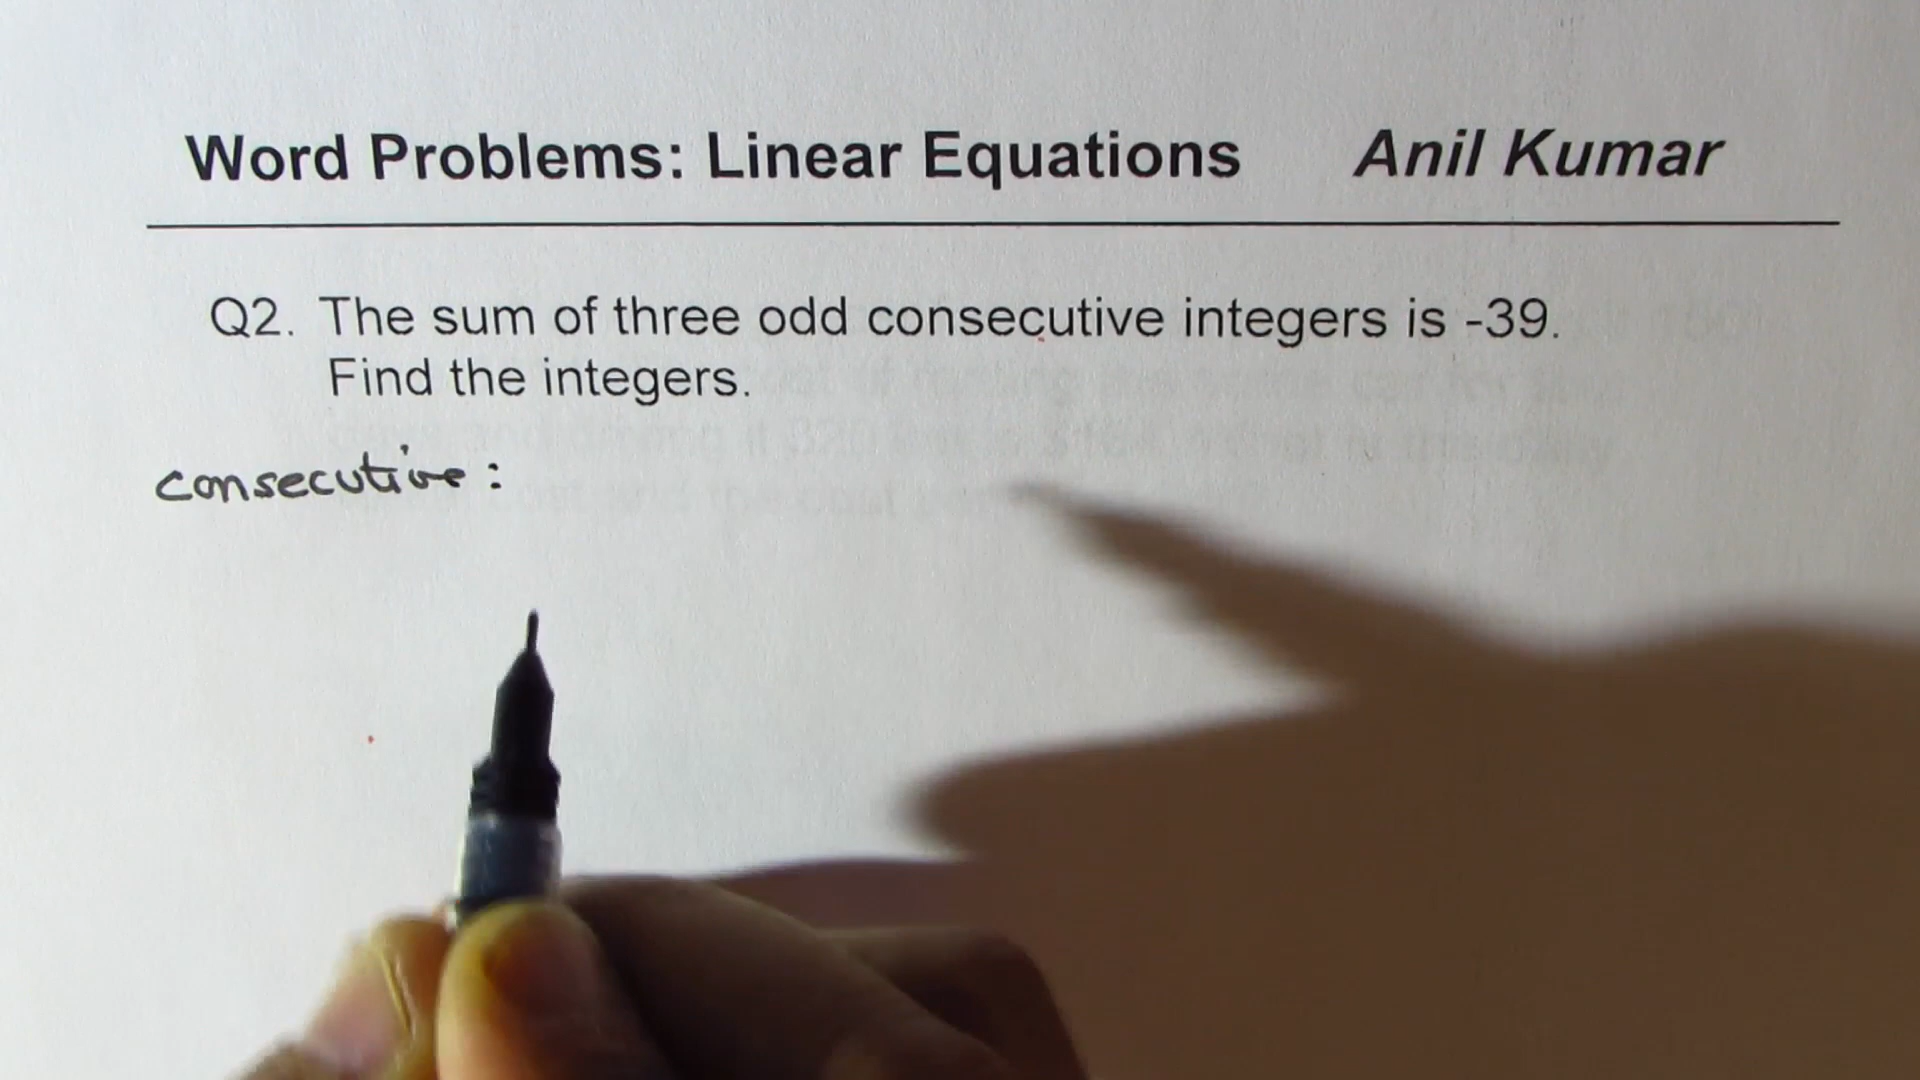 Word Problems: Linear Equations Anil Kumar
Q2. The sum of three odd consecutive integers is -39.
Find the integers.
consecutive :